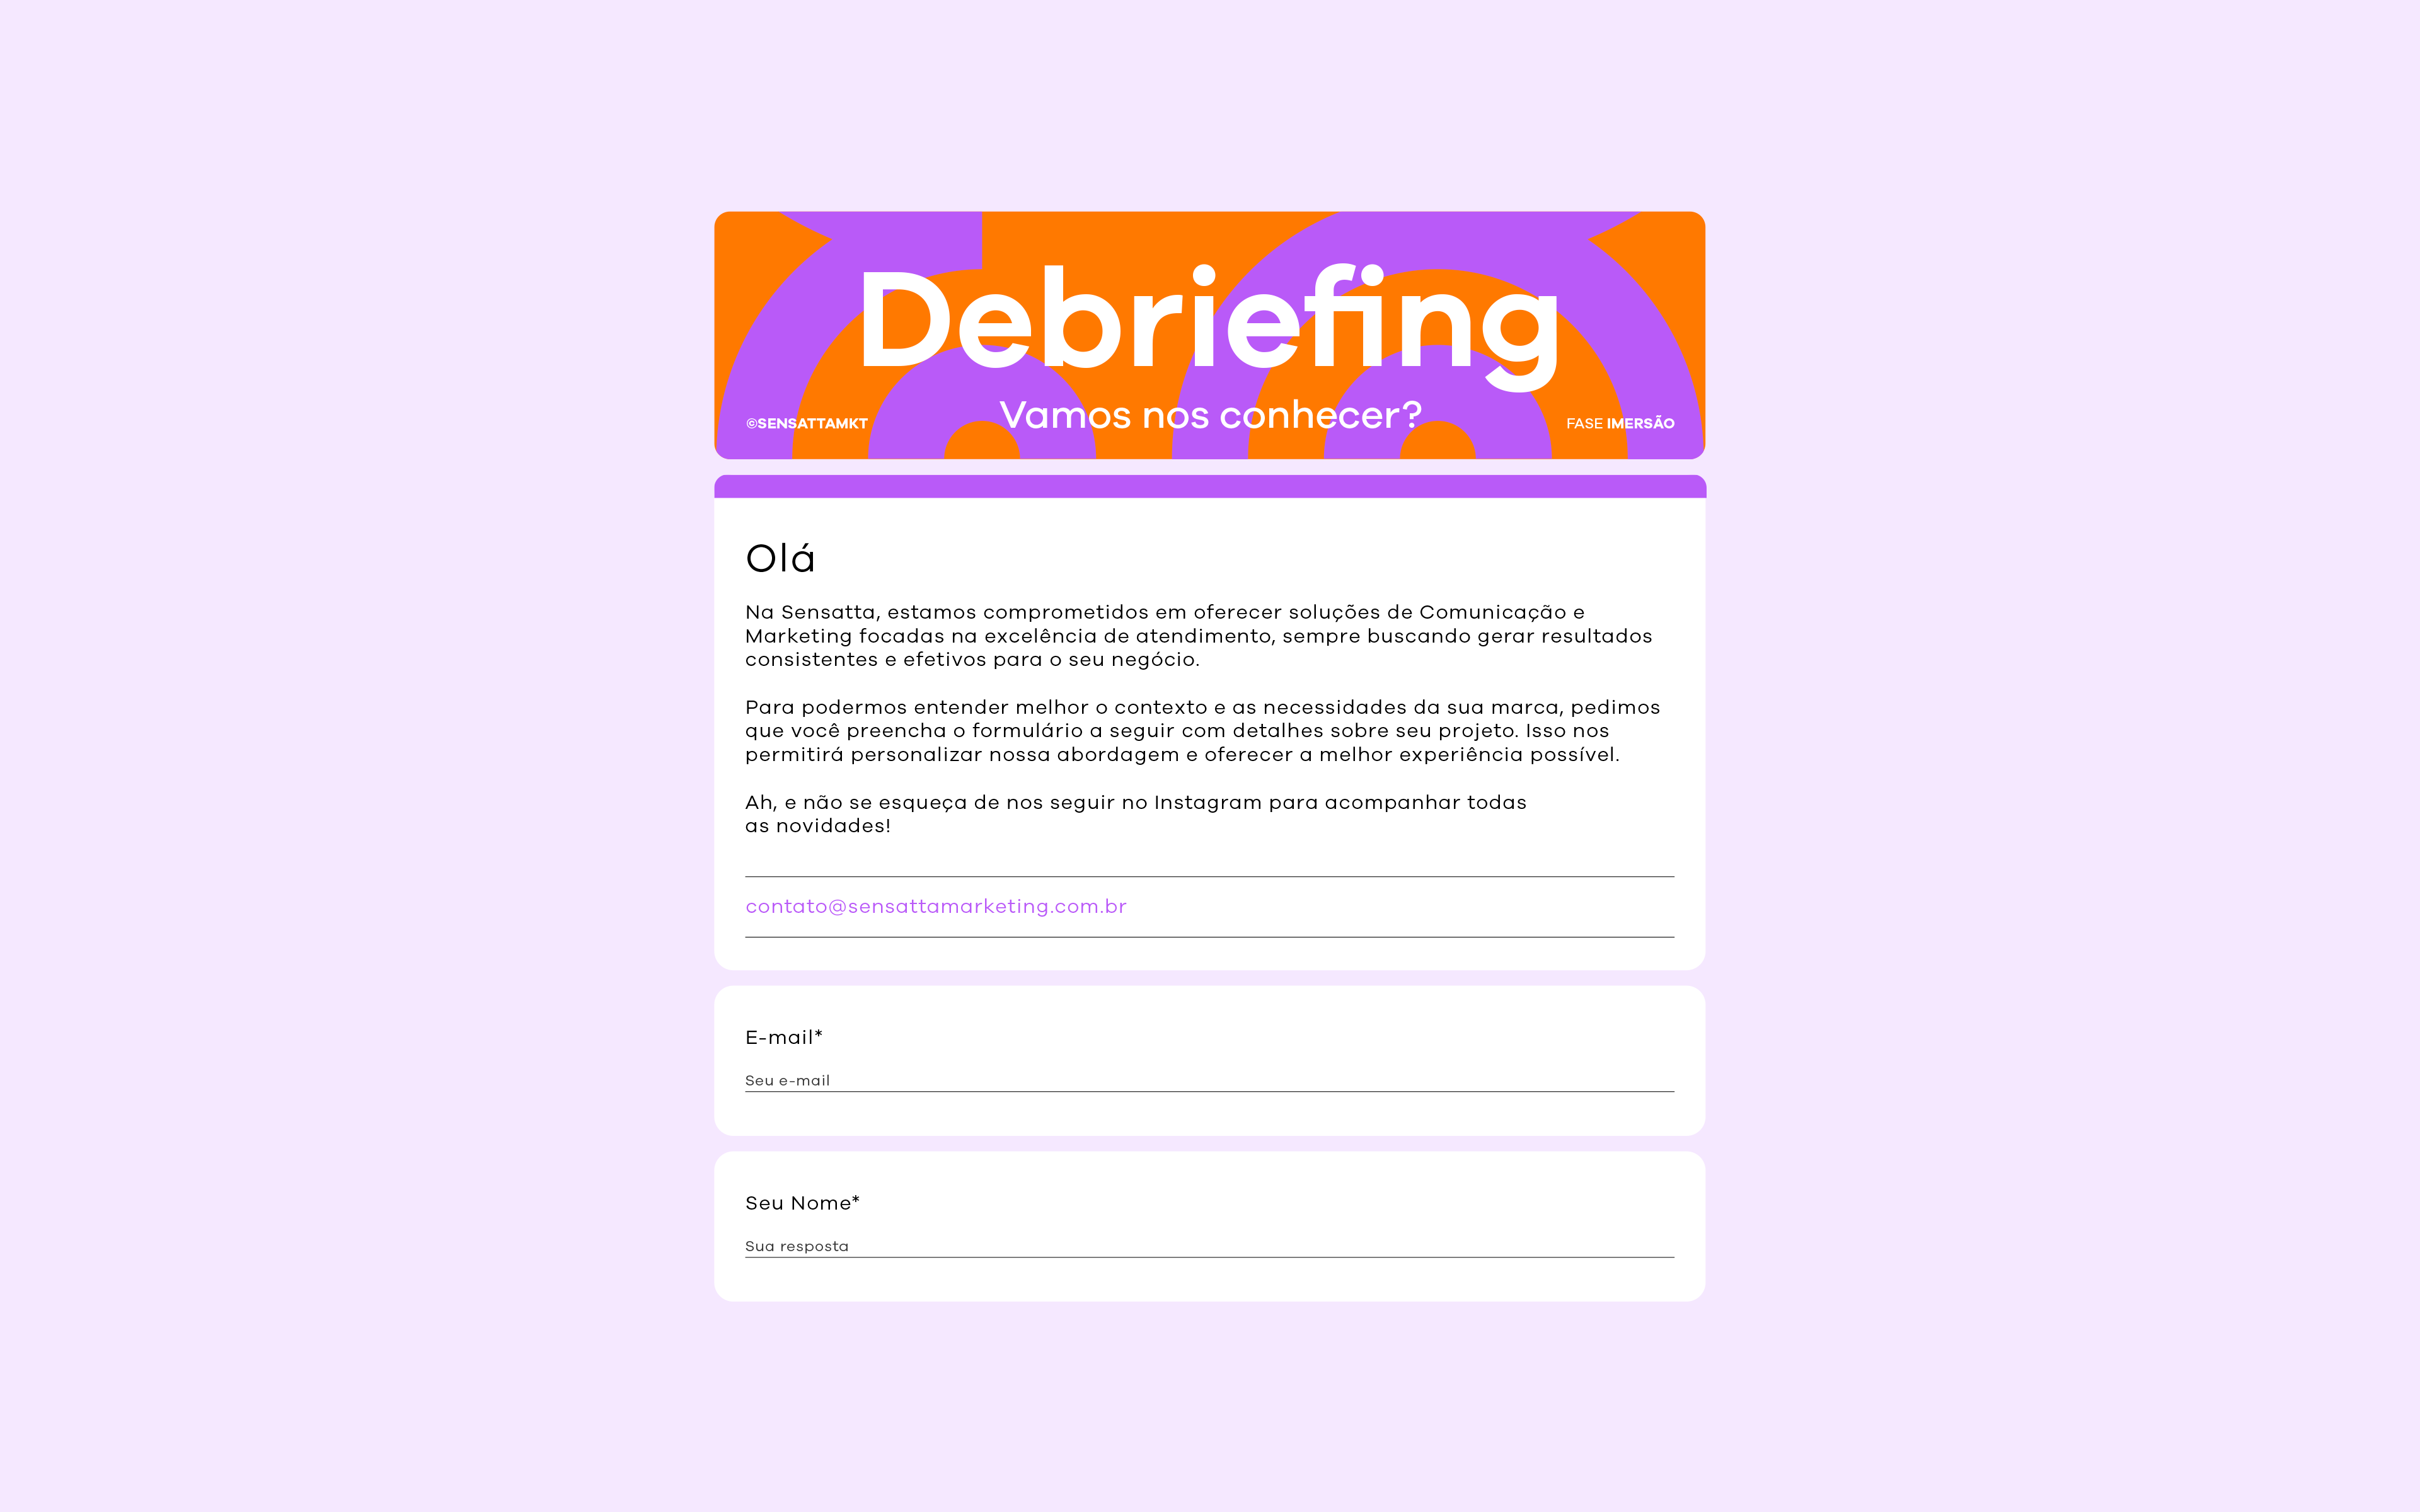 Debriefing
Vamos nos conhecer?
©SENSATTAMKT
FASE IMERSÃO
Olá
Na Sensatta, estamos comprometidos em oferecer soluções de Comunicação e
Marketing focadas na excelência de atendimento, sempre buscando gerar resultados
consistentes e efetivos para o seu negócio.
Para podermos entender melhor o contexto e as necessidades da sua marca, pedimos
que você preencha o formulário a seguir com detalhes sobre seu projeto. Isso nos
permitirá personalizar nossa abordagem e oferecer a melhor experiência possível.
Ah, e não se esqueça de nos seguir no Instagram para acompanhar todas
as novidades!
contato@sensattamarketing.com.br
E-mail*
Seu e-mail
Seu Nome*
Sua resposta